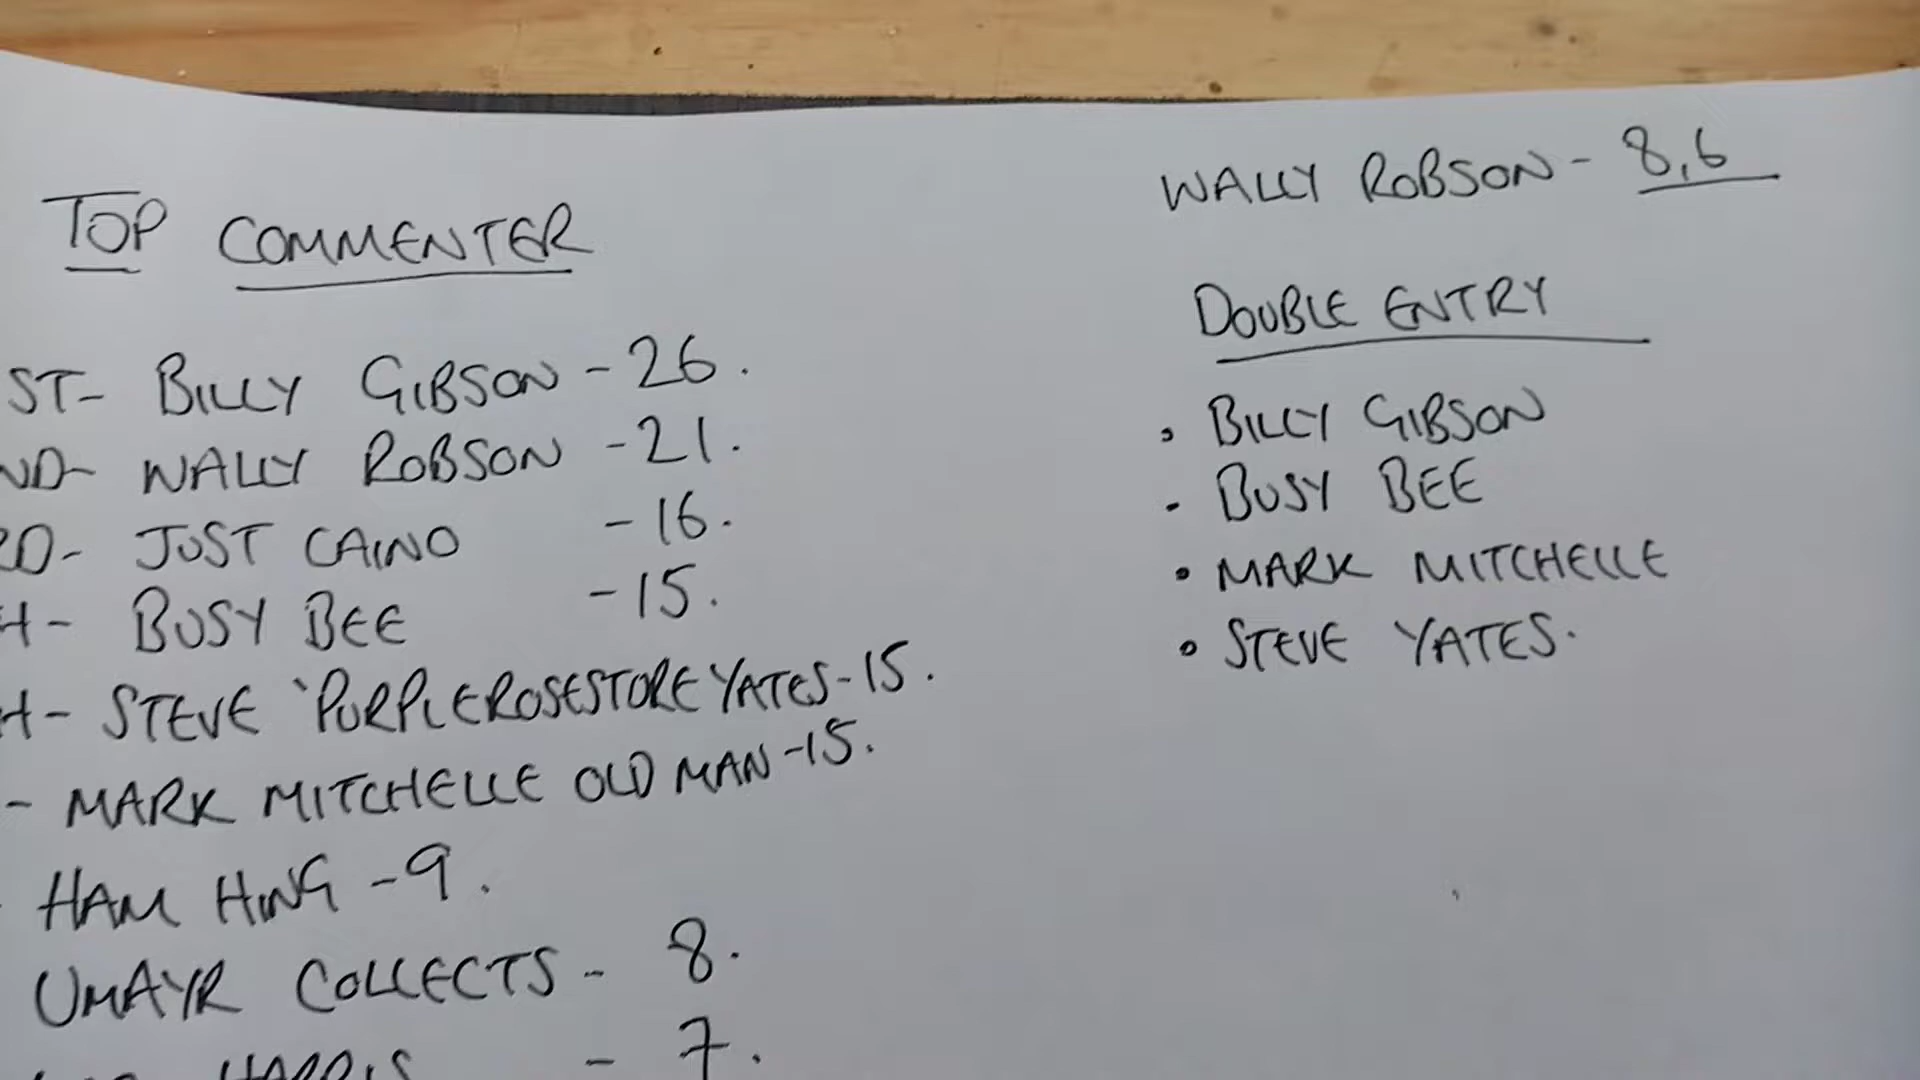 TOP COMMENTER
ST- BILLY GIBSON - 26.
ND- WALLY ROBSON - 21.
RD- JUST CAINO - 16.
H- BUSY BEE - 15.
H- STEVE 'PURPLEROSESTORE YATES - 15.
- MARK MITCHELLE OLD MAN - 15.
HAM HING - 9.
UMAYR COLLECTS - 8.
HARRIS - 7.
WALLY ROBSON - 8,6
DOUBLE ENTRY
• BILLY GIBSON
- BUSY BEE
• MARK MITCHELLE
• STEVE YATES.